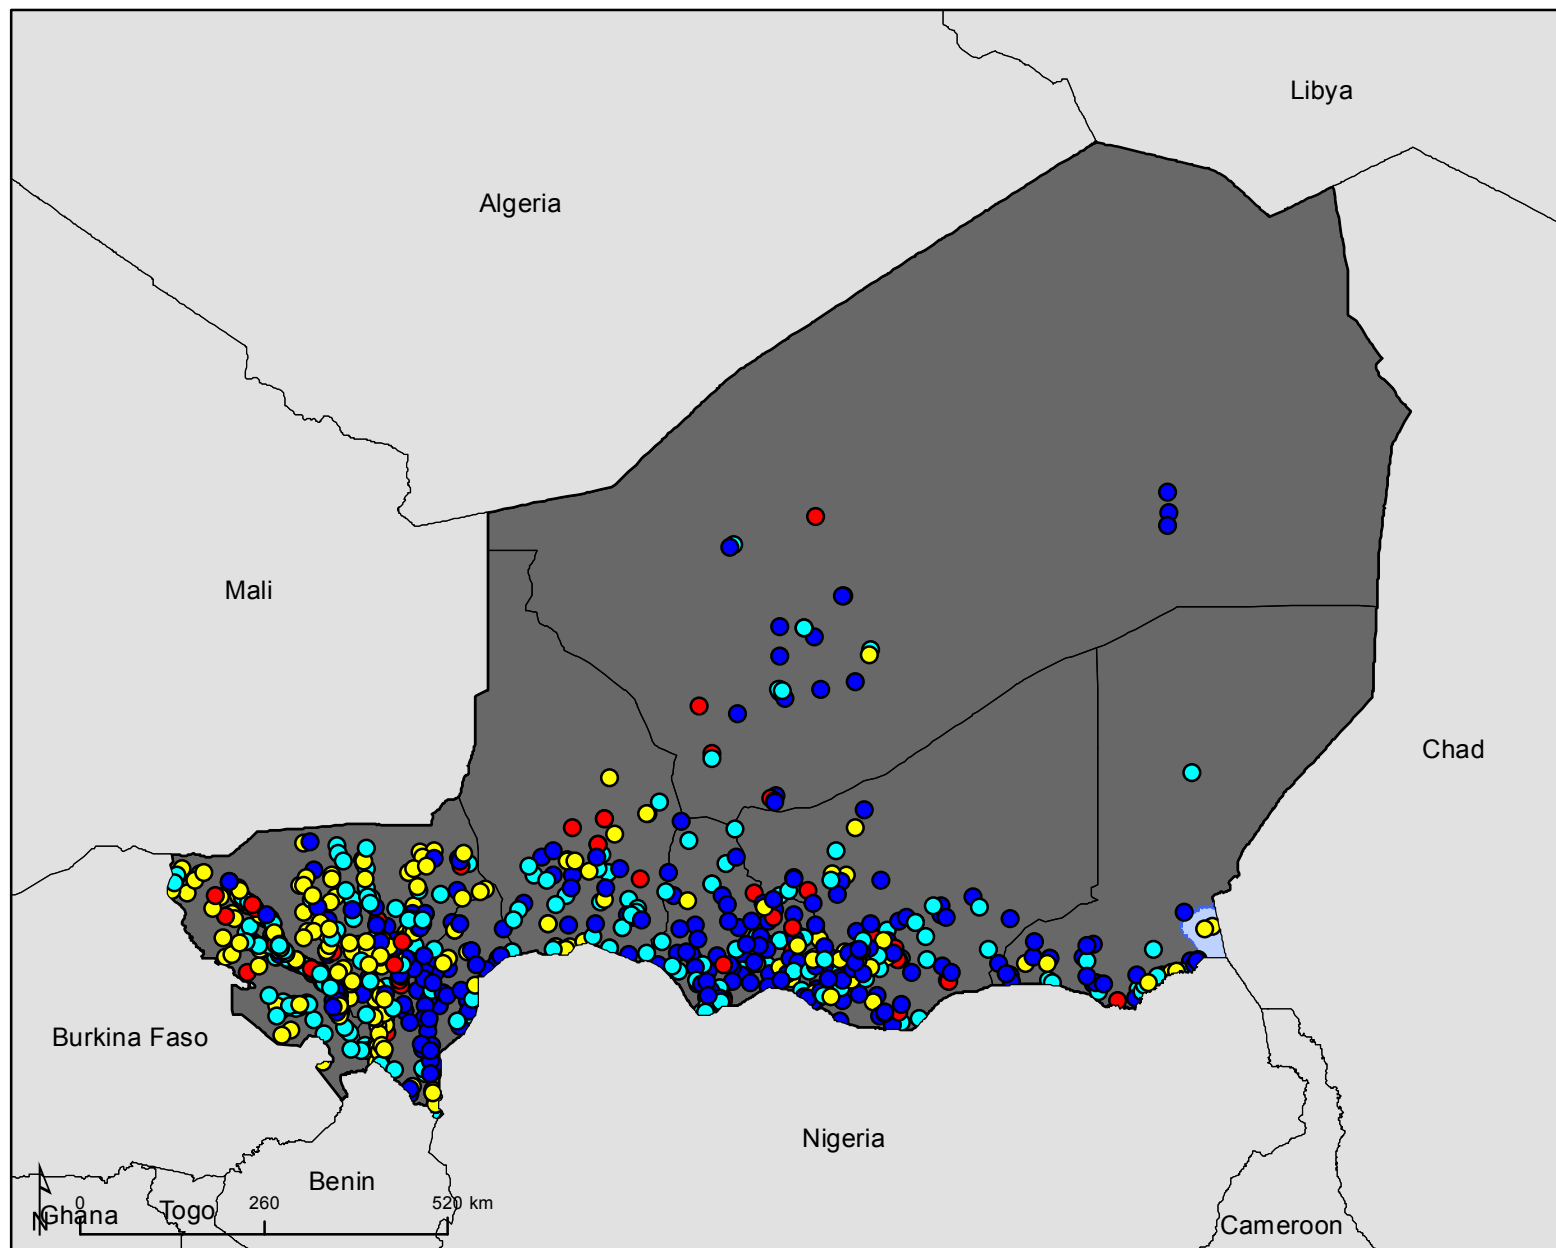 Libya
Algeria
Mali
Chad
Burkina Faso
Nigeria
Benin
0 260 520 km
N
Ghana
Togo
Cameroon